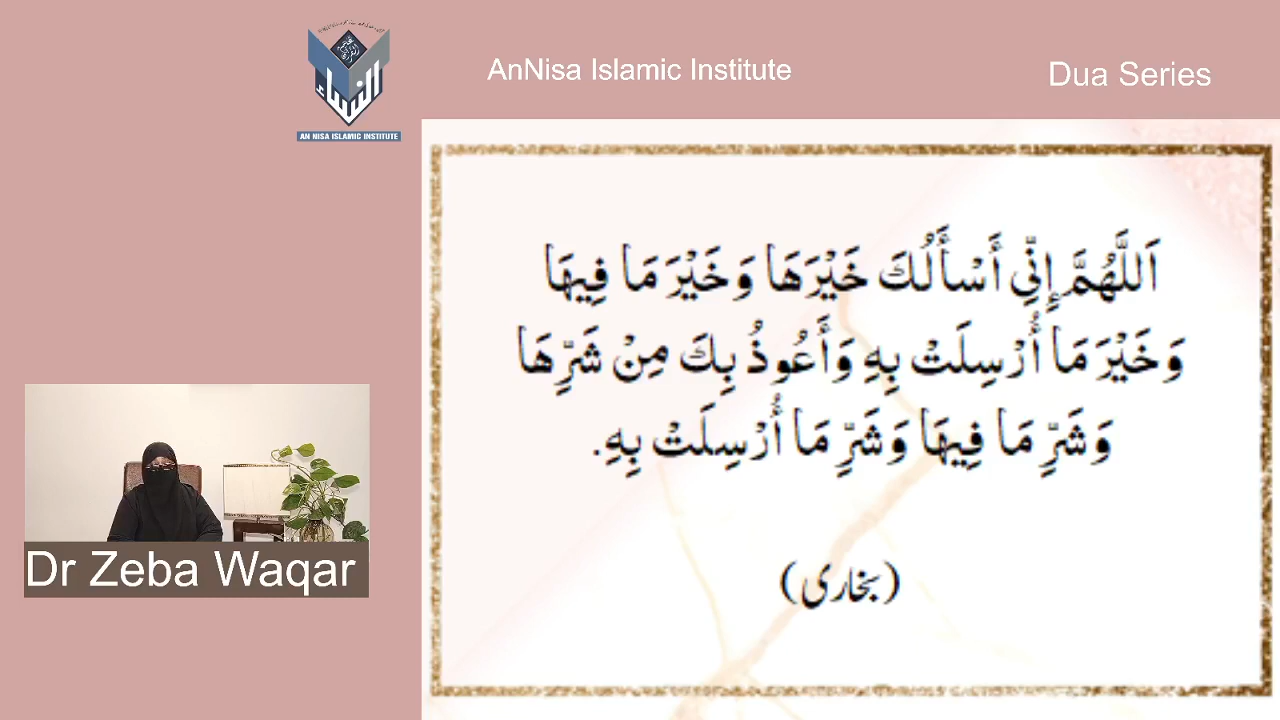 AN NISA ISLAMIC INSTITUTE
AnNisa Islamic Institute
Dua Series
اَللَّهُمَّ إِنِّي أَسْأَلُكَ خَيْرَهَا وَخَيْرَ مَا فِيهَا
وَخَيْرَ مَا أُرْسِلَتْ بِهِ وَأَعُوذُ بِكَ مِنْ شَرِّهَا
وَشَرِّ مَا فِيهَا وَشَرِّ مَا أُرْسِلَتْ بِهِ.
(بخاری)
Dr Zeba Waqar